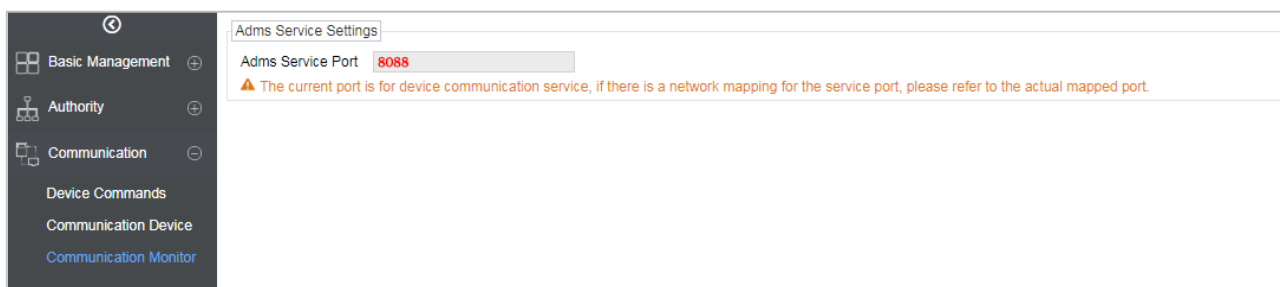 Adms Service Settings
Basic Management
Adms Service Port 8088
The current port is for device communication service, if there is a network mapping for the service port, please refer to the actual mapped port.
Authority
Communication
Device Commands
Communication Device
Communication Monitor